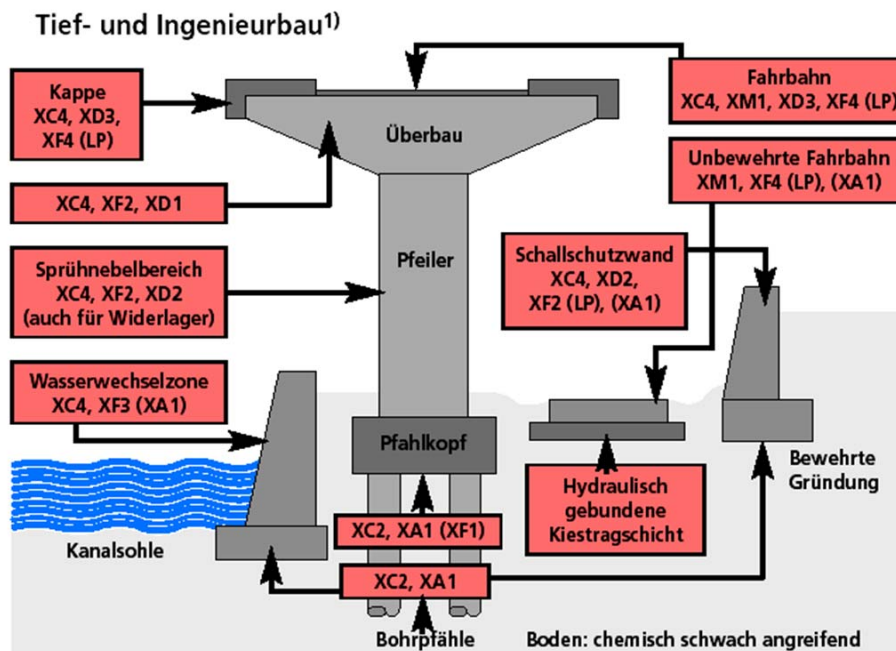 Tief- und Ingenieurbau¹⁾
Kappe
XC4, XD3,
XF4 (LP)
Fahrbahn
XC4, XM1, XD3, XF4 (LP)
Überbau
Unbewehrte Fahrbahn
XM1, XF4 (LP), (XA1)
XC4, XF2, XD1
Sprühnebelbereich
XC4, XF2, XD2
(auch für Widerlager)
Pfeiler
Schallschutzwand
XC4, XD2,
XF2 (LP), (XA1)
Wasserwechselzone
XC4, XF3 (XA1)
Pfahlkopf
Bewehrte
Gründung
Hydraulisch
gebundene
Kiestragschicht
XC2, XA1 (XF1)
Kanalsohle
XC2, XA1
Bohrpfähle
Boden: chemisch schwach angreifend